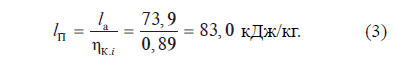 l_П = l_а / η_К.i = 73,9 / 0,89 = 83,0 кДж/кг. (3)